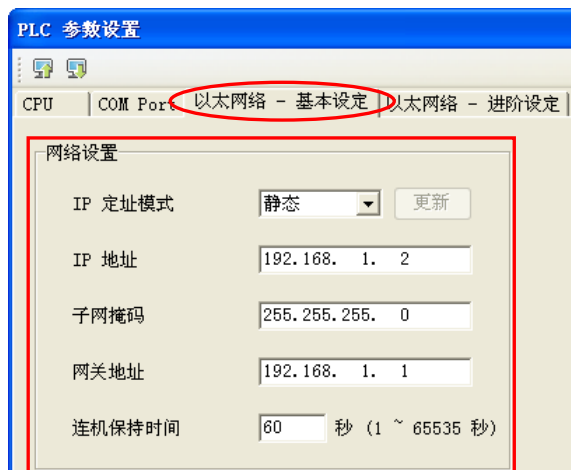 PLC 参数设置
CPU COM Port 以太网络 - 基本设定 以太网络 - 进阶设定
网络设置
IP 定址模式 静态 更新
IP 地址 192.168. 1. 2
子网掩码 255.255.255. 0
网关地址 192.168. 1. 1
连机保持时间 60 秒 (1 ~ 65535 秒)